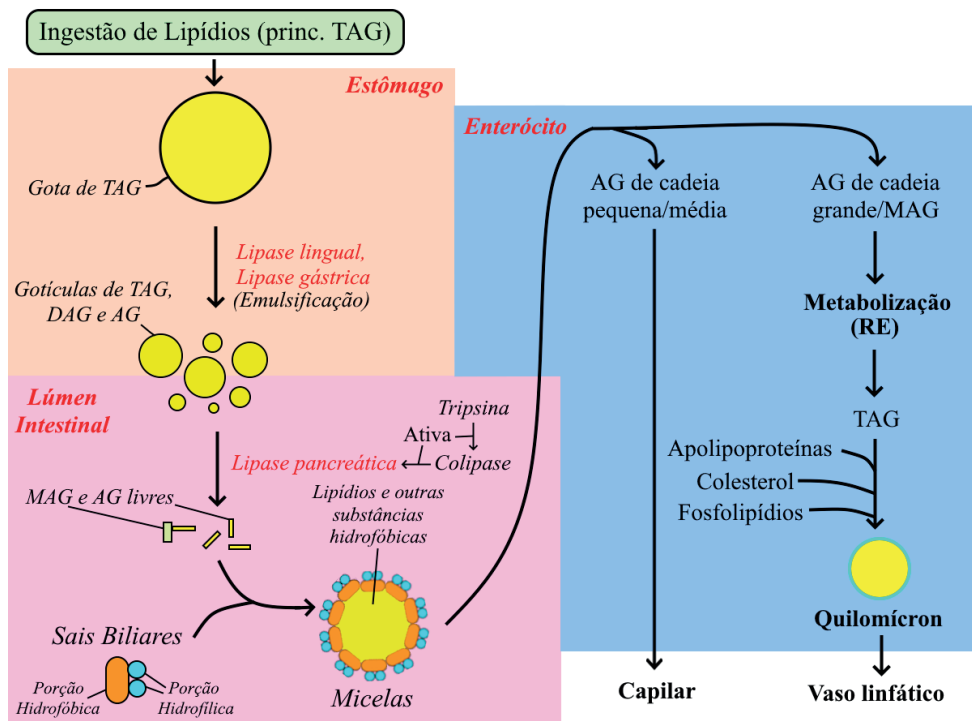 Ingestão de Lipídios (princ. TAG)
Estômago
Gota de TAG
Lipase lingual,
Lipase gástrica
(Emulsificação)
Gotículas de TAG,
DAG e AG
Lúmen
Intestinal
Tripsina
Ativa
Lipase pancreática
Colipase
MAG e AG livres
Lipídios e outras
substâncias
hidrofóbicas
Sais Biliares
Porção
Hidrofóbica
Porção
Hidrofílica
Micelas
Enterócito
AG de cadeia
pequena/média
AG de cadeia
grande/MAG
Metabolização
(RE)
TAG
Apolipoproteínas
Colesterol
Fosfolipídios
Quilomícron
Capilar
Vaso linfático